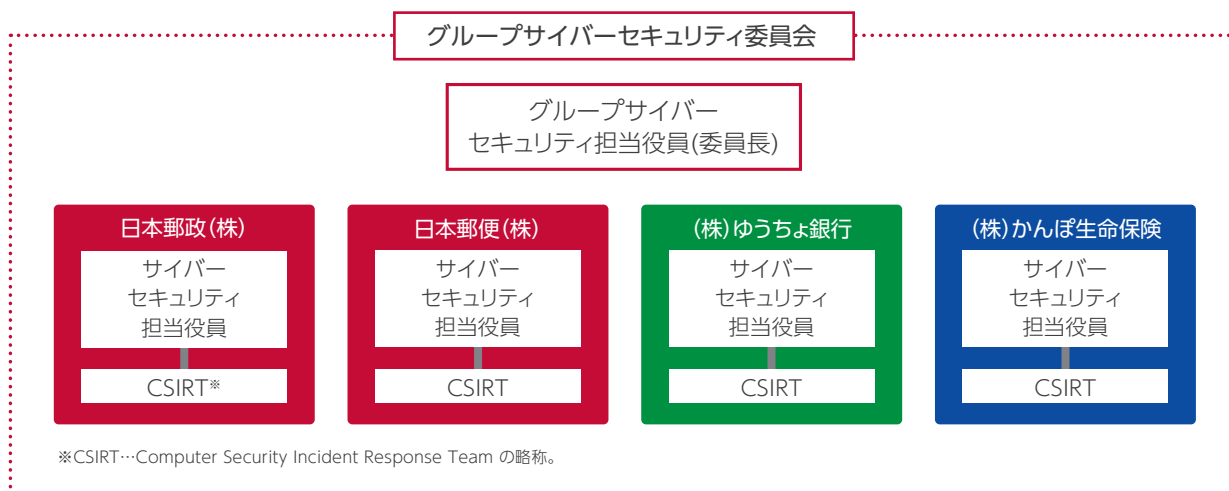 グループサイバーセキュリティ委員会
グループサイバー
セキュリティ担当役員(委員長)
日本郵政(株)
サイバー
セキュリティ
担当役員
CSIRT※
日本郵便(株)
サイバー
セキュリティ
担当役員
CSIRT
(株)ゆうちょ銀行
サイバー
セキュリティ
担当役員
CSIRT
(株)かんぽ生命保険
サイバー
セキュリティ
担当役員
CSIRT
※CSIRT…Computer Security Incident Response Team の略称。